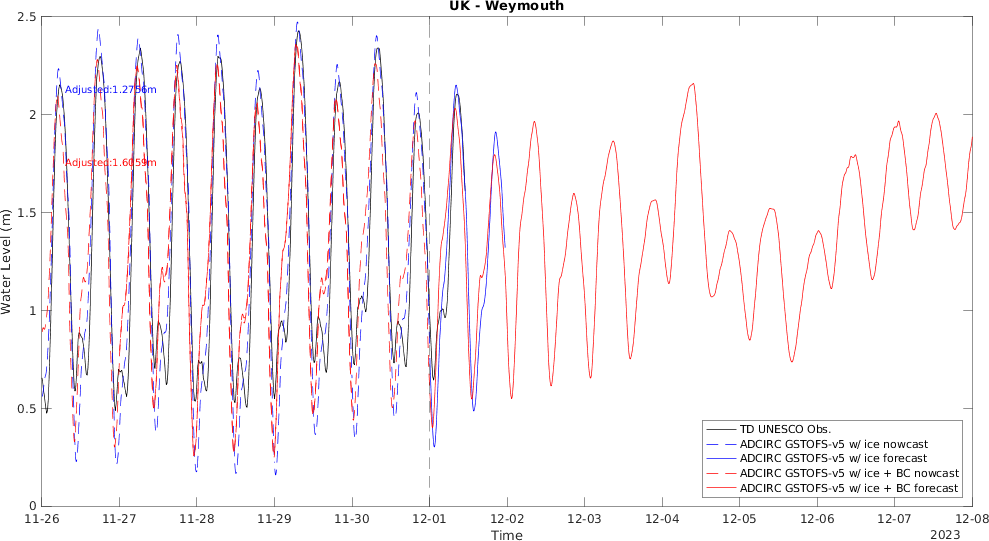 UK - Weymouth
2.5
2
1.5
1
0.5
0
Water Level (m)
Adjusted:1.2756m
Adjusted:1.6059m
TD UNESCO Obs.
ADCIRC GSTOFS-v5 w/ ice nowcast
ADCIRC GSTOFS-v5 w/ ice forecast
ADCIRC GSTOFS-v5 w/ ice + BC nowcast
ADCIRC GSTOFS-v5 w/ ice + BC forecast
11-26 11-27 11-28 11-29 11-30 12-01 12-02 12-03 12-04 12-05 12-06 12-07 12-08
Time
2023